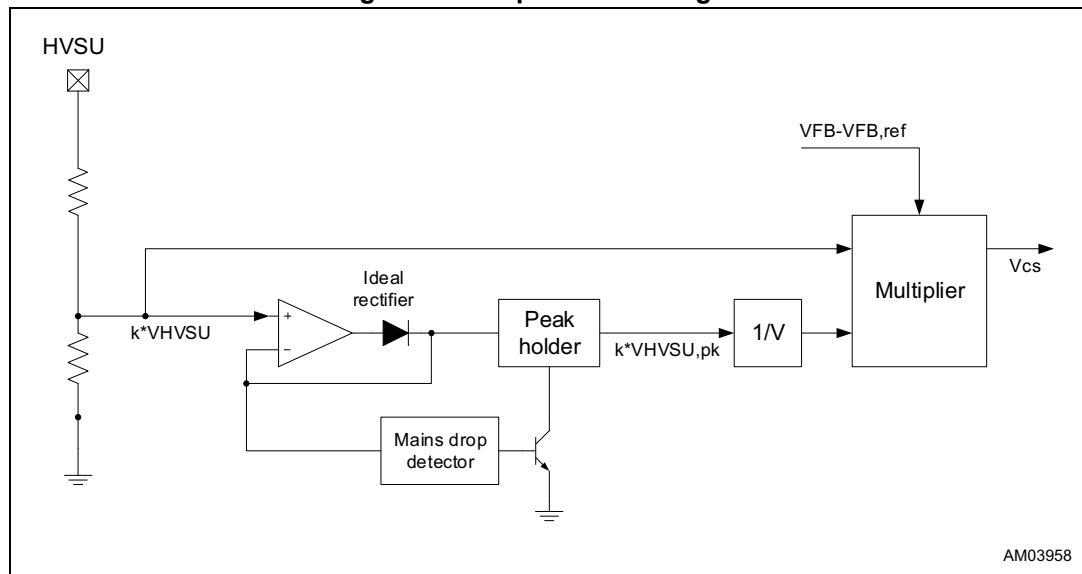 HVSU
VFB-VFB,ref
Ideal
rectifier
+
−
k*VHVSU
Peak
holder
k*VHVSU,pk
1/V
Multiplier
Vcs
Mains drop
detector
AM03958